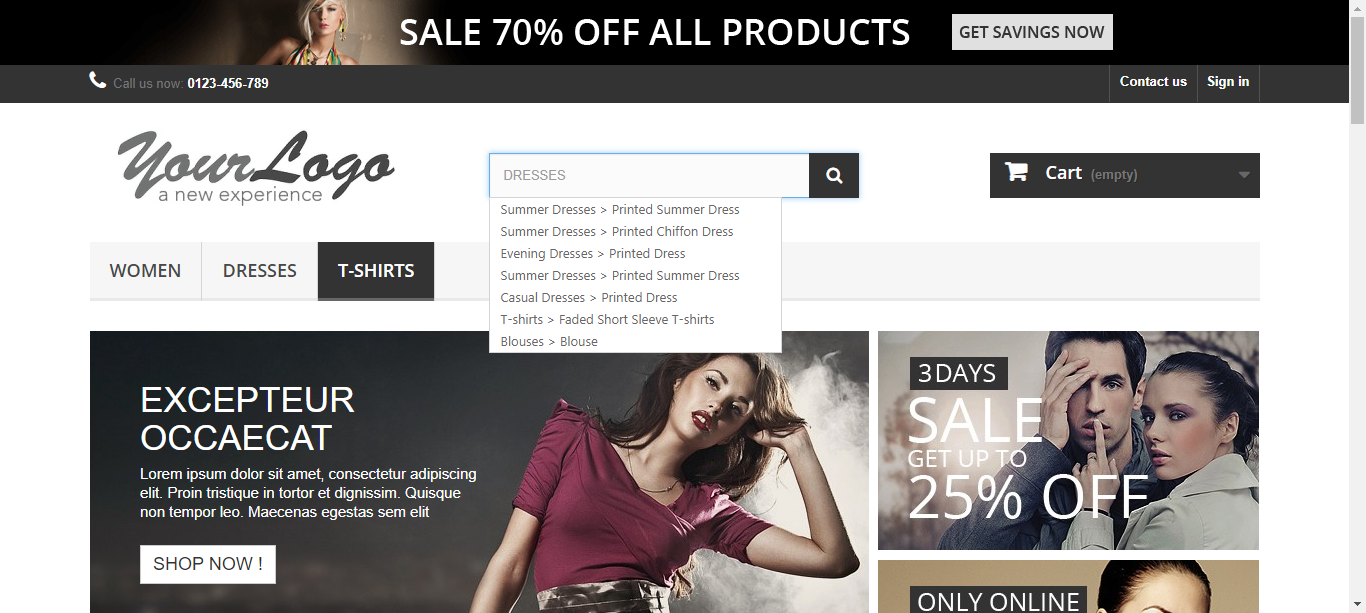 SALE 70% OFF ALL PRODUCTS
GET SAVINGS NOW
Call us now: 0123-456-789
Contact us
Sign in
YourLogo
a new experience
DRESSES
Cart (empty)
Summer Dresses > Printed Summer Dress
Summer Dresses > Printed Chiffon Dress
Evening Dresses > Printed Dress
Summer Dresses > Printed Summer Dress
Casual Dresses > Printed Dress
T-shirts > Faded Short Sleeve T-shirts
Blouses > Blouse
WOMEN
DRESSES
T-SHIRTS
EXCEPTEUR
OCCAECAT
Lorem ipsum dolor sit amet, consectetur adipiscing
elit. Proin tristique in tortor et dignissim. Quisque
non tempor leo. Maecenas egestas sem elit
SHOP NOW !
3 DAYS
SALE
GET UP TO
25% OFF
ONLY ONLINE